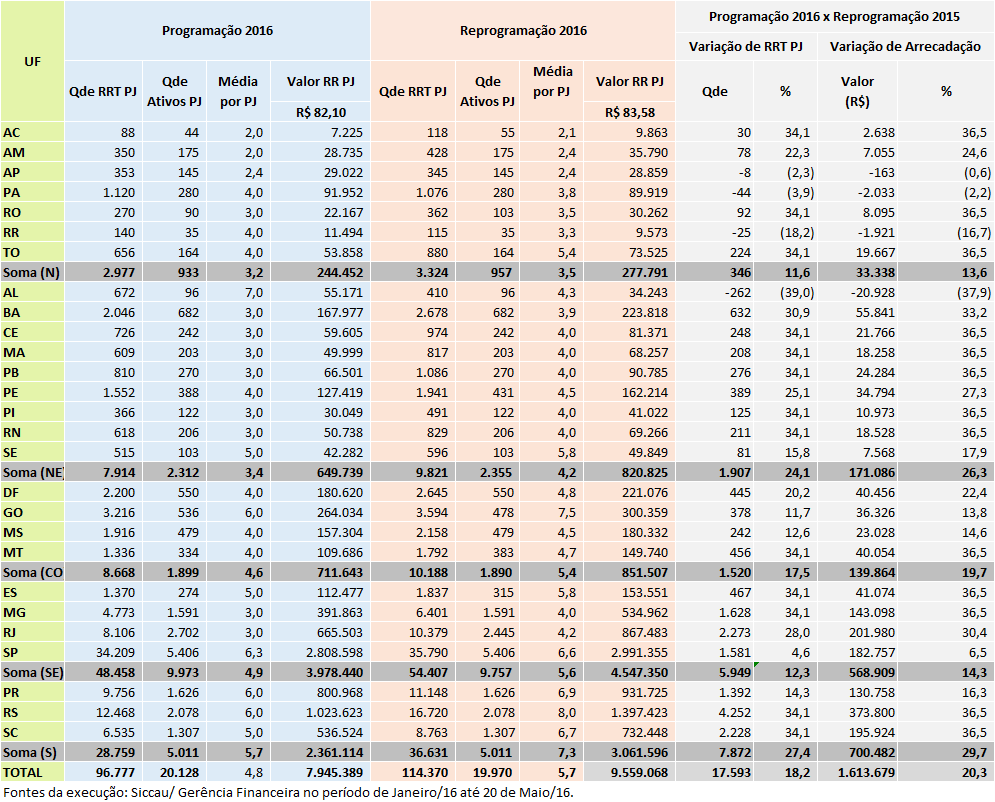 UF Programação 2016 Reprogramação 2016 Programação 2016 x Reprogramação 2015
Variação de RRT PJ Variação de Arrecadação
Qde RRT PJ Qde Ativos PJ Média por PJ Valor RR PJ Qde RRT PJ Qde Ativos PJ Média por PJ Valor RR PJ Qde % Valor (R$) %
R$ 82,10 R$ 83,58
AC 88 44 2,0 7.225 118 55 2,1 9.863 30 34,1 2.638 36,5
AM 350 175 2,0 28.735 428 175 2,4 35.790 78 22,3 7.055 24,6
AP 353 145 2,4 29.022 345 145 2,4 28.859 -8 (2,3) -163 (0,6)
PA 1.120 280 4,0 91.952 1.076 280 3,8 89.919 -44 (3,9) -2.033 (2,2)
RO 270 90 3,0 22.167 362 103 3,5 30.262 92 34,1 8.095 36,5
RR 140 35 4,0 11.494 115 35 3,3 9.573 -25 (18,2) -1.921 (16,7)
TO 656 164 4,0 53.858 880 164 5,4 73.525 224 34,1 19.667 36,5
Soma (N) 2.977 933 3,2 244.452 3.324 957 3,5 277.791 346 11,6 33.338 13,6
AL 672 96 7,0 55.171 410 96 4,3 34.243 -262 (39,0) -20.928 (37,9)
BA 2.046 682 3,0 167.977 2.678 682 3,9 223.818 632 30,9 55.841 33,2
CE 726 242 3,0 59.605 974 242 4,0 81.371 248 34,1 21.766 36,5
MA 609 203 3,0 49.999 817 203 4,0 68.257 208 34,1 18.258 36,5
PB 810 270 3,0 66.501 1.086 270 4,0 90.785 276 34,1 24.284 36,5
PE 1.552 388 4,0 127.419 1.941 431 4,5 162.214 389 25,1 34.794 27,3
PI 366 122 3,0 30.049 491 122 4,0 41.022 125 34,1 10.973 36,5
RN 618 206 3,0 50.738 829 206 4,0 69.266 211 34,1 18.528 36,5
SE 515 103 5,0 42.282 596 103 5,8 49.849 81 15,8 7.568 17,9
Soma (NE) 7.914 2.312 3,4 649.739 9.821 2.355 4,2 820.825 1.907 24,1 171.086 26,3
DF 2.200 550 4,0 180.620 2.645 550 4,8 221.076 445 20,2 40.456 22,4
GO 3.216 536 6,0 264.034 3.594 478 7,5 300.359 378 11,7 36.326 13,8
MS 1.916 479 4,0 157.304 2.158 479 4,5 180.332 242 12,6 23.028 14,6
MT 1.336 334 4,0 109.686 1.792 383 4,7 149.740 456 34,1 40.054 36,5
Soma (CO 8.668 1.899 4,6 711.643 10.188 1.890 5,4 851.507 1.520 17,5 139.864 19,7
ES 1.370 274 5,0 112.477 1.837 315 5,8 153.551 467 34,1 41.074 36,5
MG 4.773 1.591 3,0 391.863 6.401 1.591 4,0 534.962 1.628 34,1 143.098 36,5
RJ 8.106 2.702 3,0 665.503 10.379 2.445 4,2 867.483 2.273 28,0 201.980 30,4
SP 34.209 5.406 6,3 2.808.598 35.790 5.406 6,6 2.991.355 1.581 4,6 182.757 6,5
Soma (SE) 48.458 9.973 4,9 3.978.440 54.407 9.757 5,6 4.547.350 5.949 12,3 568.909 14,3
PR 9.756 1.626 6,0 800.968 11.148 1.626 6,9 931.725 1.392 14,3 130.758 16,3
RS 12.468 2.078 6,0 1.023.623 16.720 2.078 8,0 1.397.423 4.252 34,1 373.800 36,5
SC 6.535 1.307 5,0 536.524 8.763 1.307 6,7 732.448 2.228 34,1 195.924 36,5
Soma (S) 28.759 5.011 5,7 2.361.114 36.631 5.011 7,3 3.061.596 7.872 27,4 700.482 29,7
TOTAL 96.777 20.128 4,8 7.945.389 114.370 19.970 5,7 9.559.068 17.593 18,2 1.613.679 20,3
Fontes da execução: Siccau/ Gerência Financeira no período de Janeiro/16 até 20 de Maio/16.